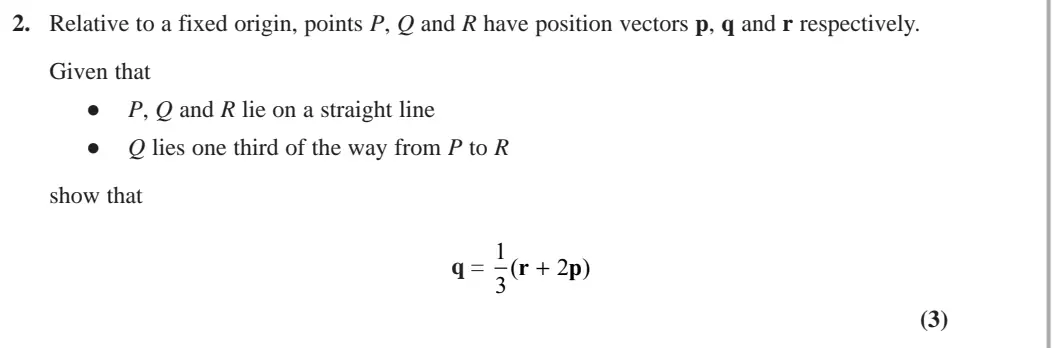 2. Relative to a fixed origin, points P, Q and R have position vectors p, q and r respectively.
Given that
● P, Q and R lie on a straight line
● Q lies one third of the way from P to R
show that
q = 1/3 (r + 2p)
(3)